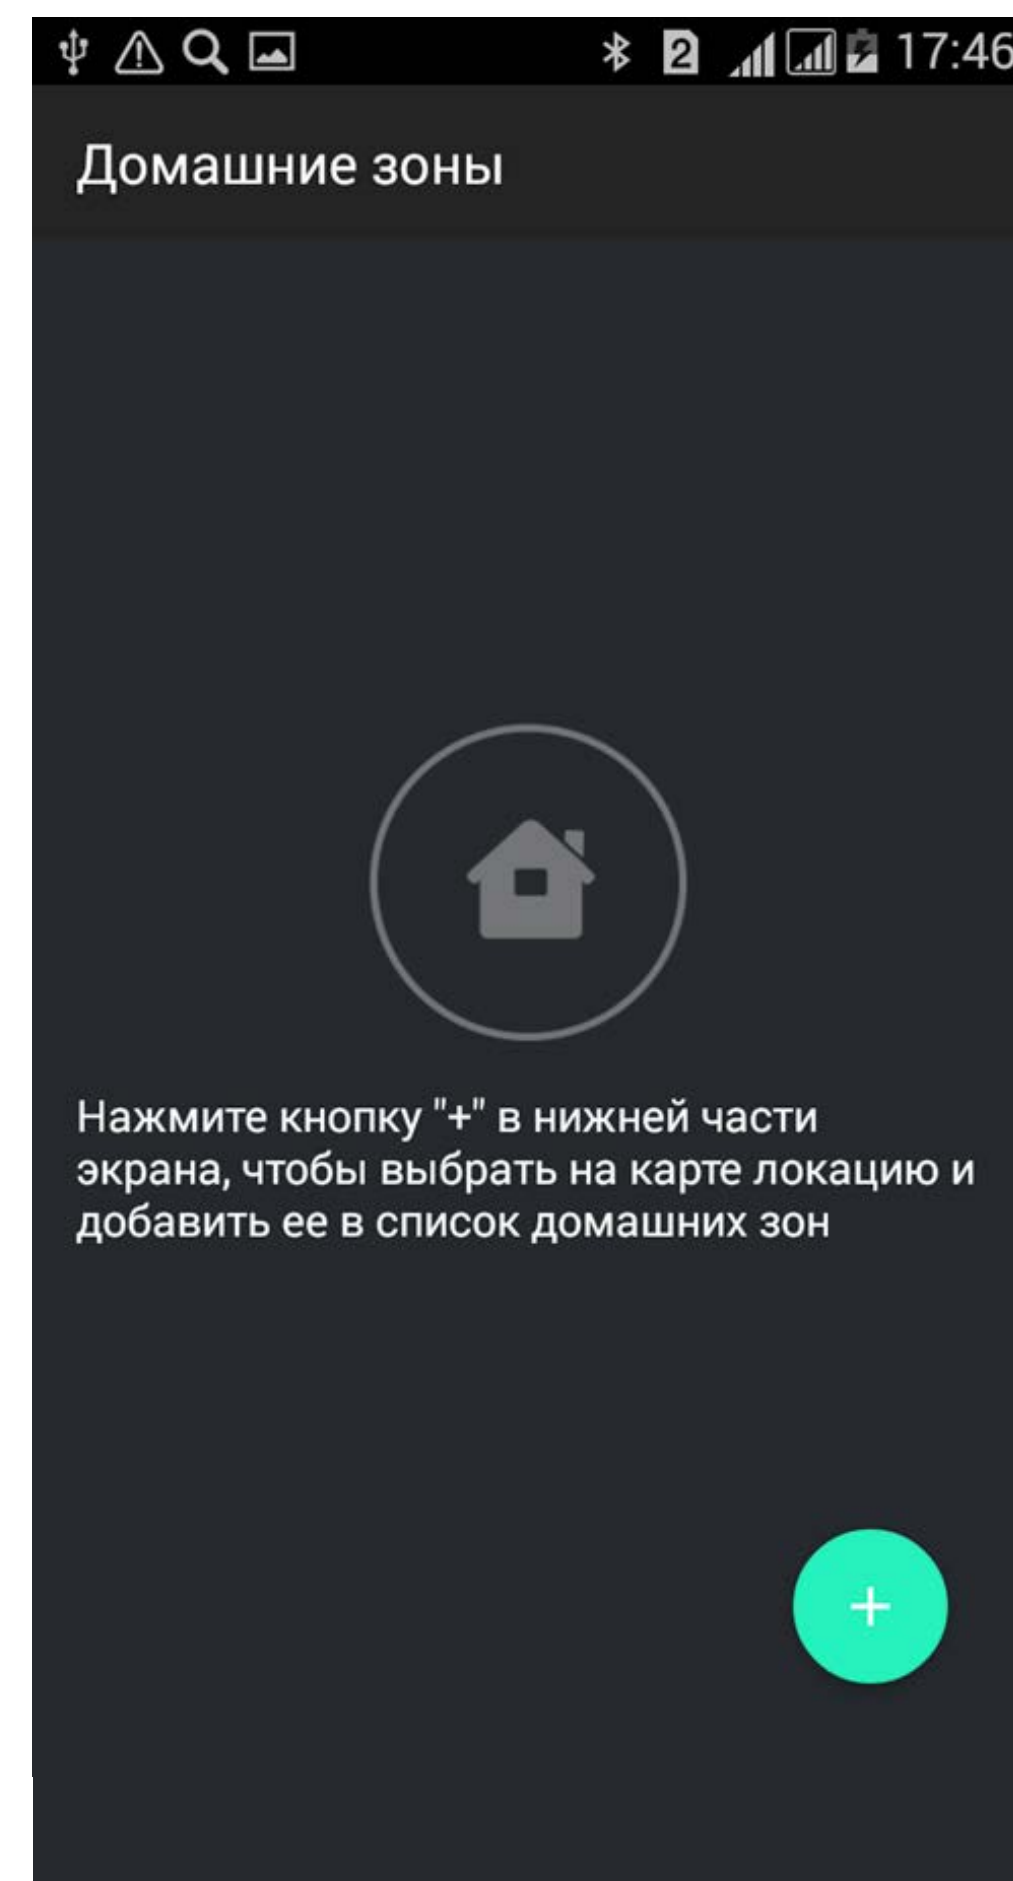 2 17:46
Домашние зоны
Нажмите кнопку "+" в нижней части
экрана, чтобы выбрать на карте локацию и
добавить ее в список домашних зон
+